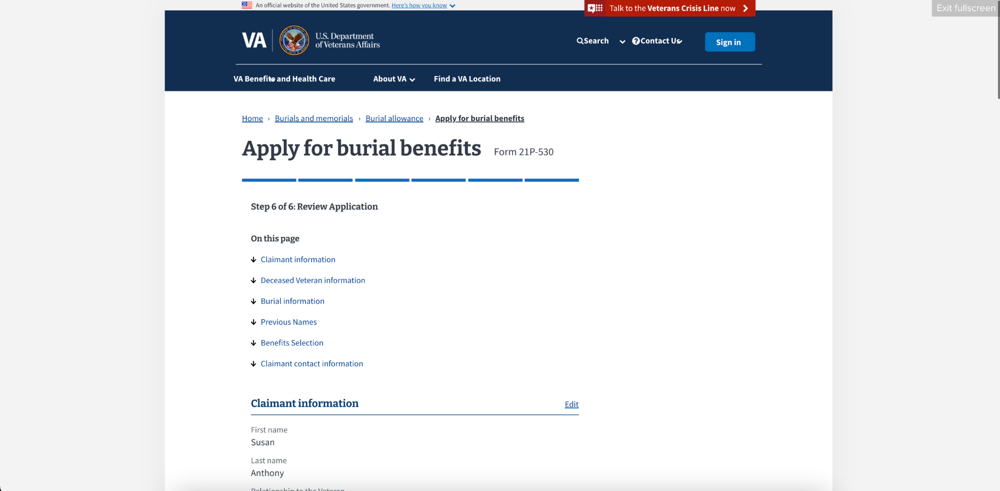 An official website of the United States government. Here's how you know
Talk to the Veterans Crisis Line now
Exit fullscreen
VA
U.S. Department
of Veterans Affairs
Search
Contact Us
Sign in
VA Benefits and Health Care
About VA
Find a VA Location
Home › Burials and memorials › Burial allowance › Apply for burial benefits
Apply for burial benefits Form 21P-530
Step 6 of 6: Review Application
On this page
Claimant information
Deceased Veteran information
Burial information
Previous Names
Benefits Selection
Claimant contact information
Claimant information
Edit
First name
Susan
Last name
Anthony
Relationship to the Veteran